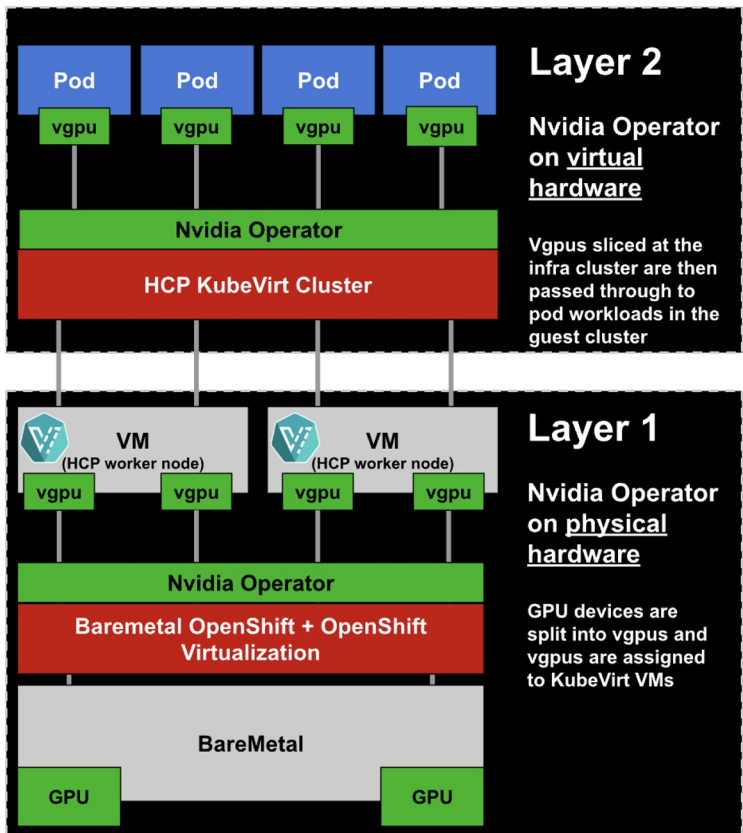 Pod
Pod
Pod
Pod
vgpu
vgpu
vgpu
vgpu
Nvidia Operator
HCP KubeVirt Cluster
Layer 2
Nvidia Operator
on virtual
hardware
Vgpus sliced at the
infra cluster are then
passed through to
pod workloads in the
guest cluster
VM
(HCP worker node)
VM
(HCP worker node)
vgpu
vgpu
vgpu
vgpu
Nvidia Operator
Baremetal OpenShift + OpenShift
Virtualization
BareMetal
GPU
GPU
Layer 1
Nvidia Operator
on physical
hardware
GPU devices are
split into vgpus and
vgpus are assigned
to KubeVirt VMs